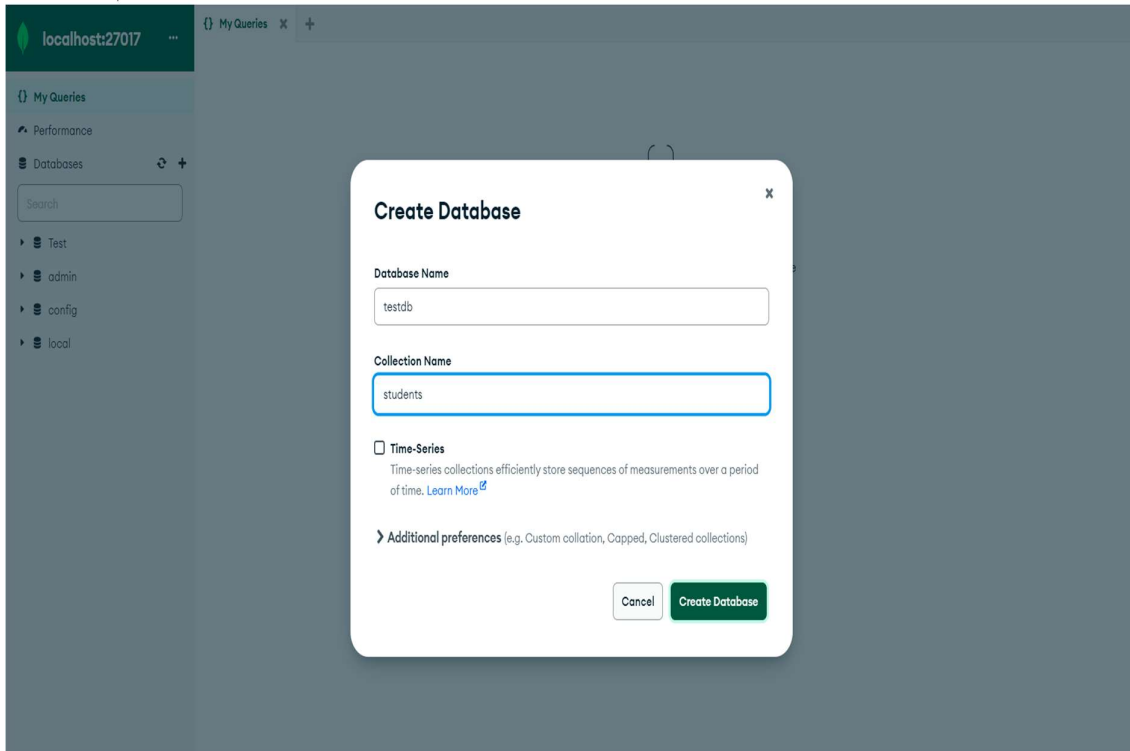 localhost:27017 ...
{} My Queries
{} My Queries
Performance
Databases
Search
Test
admin
config
local
Create Database
Database Name
testdb
Collection Name
students
Time-Series
Time-series collections efficiently store sequences of measurements over a period
of time. Learn More
Additional preferences (e.g. Custom collation, Capped, Clustered collections)
Cancel
Create Database